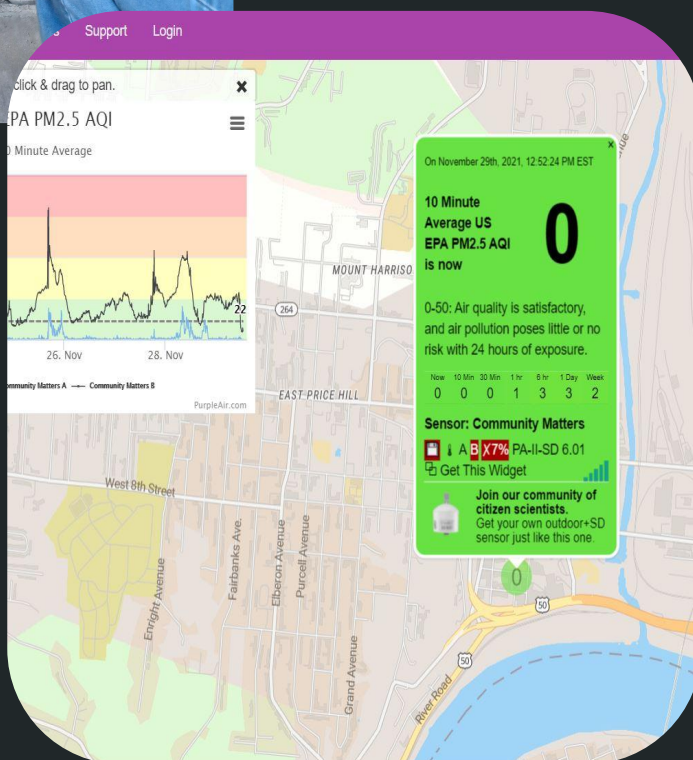 Support Login
click & drag to pan.
EPA PM2.5 AQI
0 Minute Average
22
26. Nov 28. Nov
Community Matters A Community Matters B
PurpleAir.com
MOUNT HARRISO
264
EAST PRICE HILL
West 8th Street
Enright Avenue
Fairbanks Ave.
Elberon Avenue
Purcell Avenue
Grand Avenue
River Road
50
50
On November 29th, 2021, 12:52:24 PM EST
10 Minute
Average US
EPA PM2.5 AQI
is now
0
0-50: Air quality is satisfactory,
and air pollution poses little or no
risk with 24 hours of exposure.
Now 10 Min 30 Min 1 hr 6 hr 1 Day Week
0 0 0 1 3 3 2
Sensor: Community Matters
A B X7% PA-II-SD 6.01
Get This Widget
Join our community of
citizen scientists.
Get your own outdoor+SD
sensor just like this one.
0